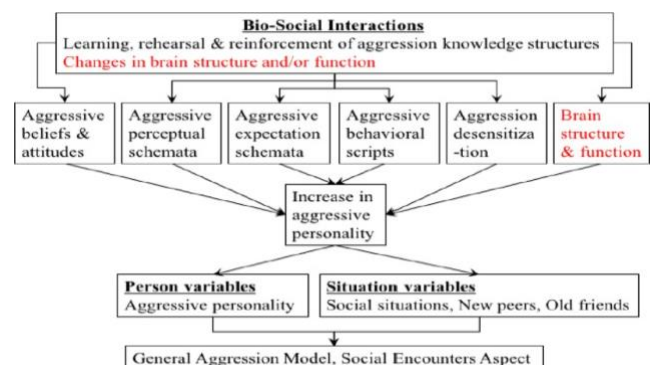 Bio-Social Interactions
Learning, rehearsal & reinforcement of aggression knowledge structures
Changes in brain structure and/or function
Aggressive
beliefs &
attitudes
Aggressive
perceptual
schemata
Aggressive
expectation
schemata
Aggressive
behavioral
scripts
Aggression
desensitiza
-tion
Brain
structure
& function
Increase in
aggressive
personality
Person variables
Aggressive personality
Situation variables
Social situations, New peers, Old friends
General Aggression Model, Social Encounters Aspect